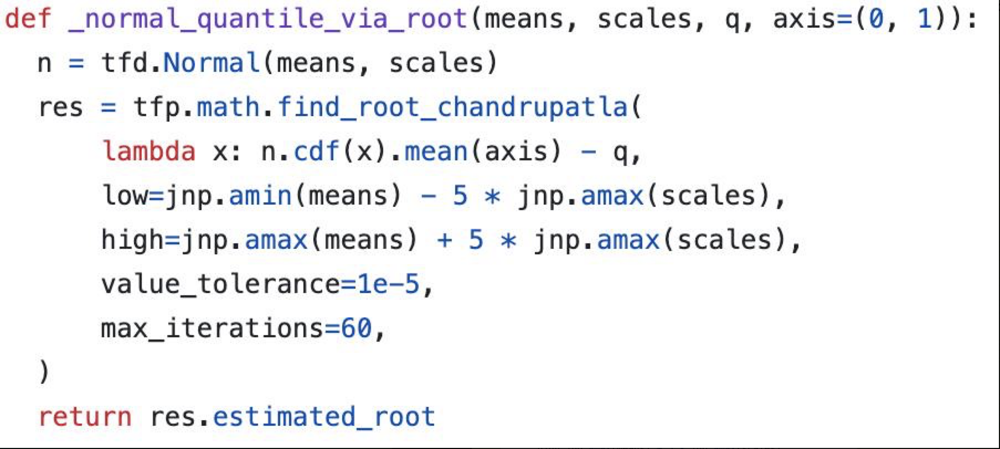 def _normal_quantile_via_root(means, scales, q, axis=(0, 1)):
  n = tfd.Normal(means, scales)
  res = tfp.math.find_root_chandrupatla(
      lambda x: n.cdf(x).mean(axis) - q,
      low=jnp.amin(means) - 5 * jnp.amax(scales),
      high=jnp.amax(means) + 5 * jnp.amax(scales),
      value_tolerance=1e-5,
      max_iterations=60,
  )
  return res.estimated_root